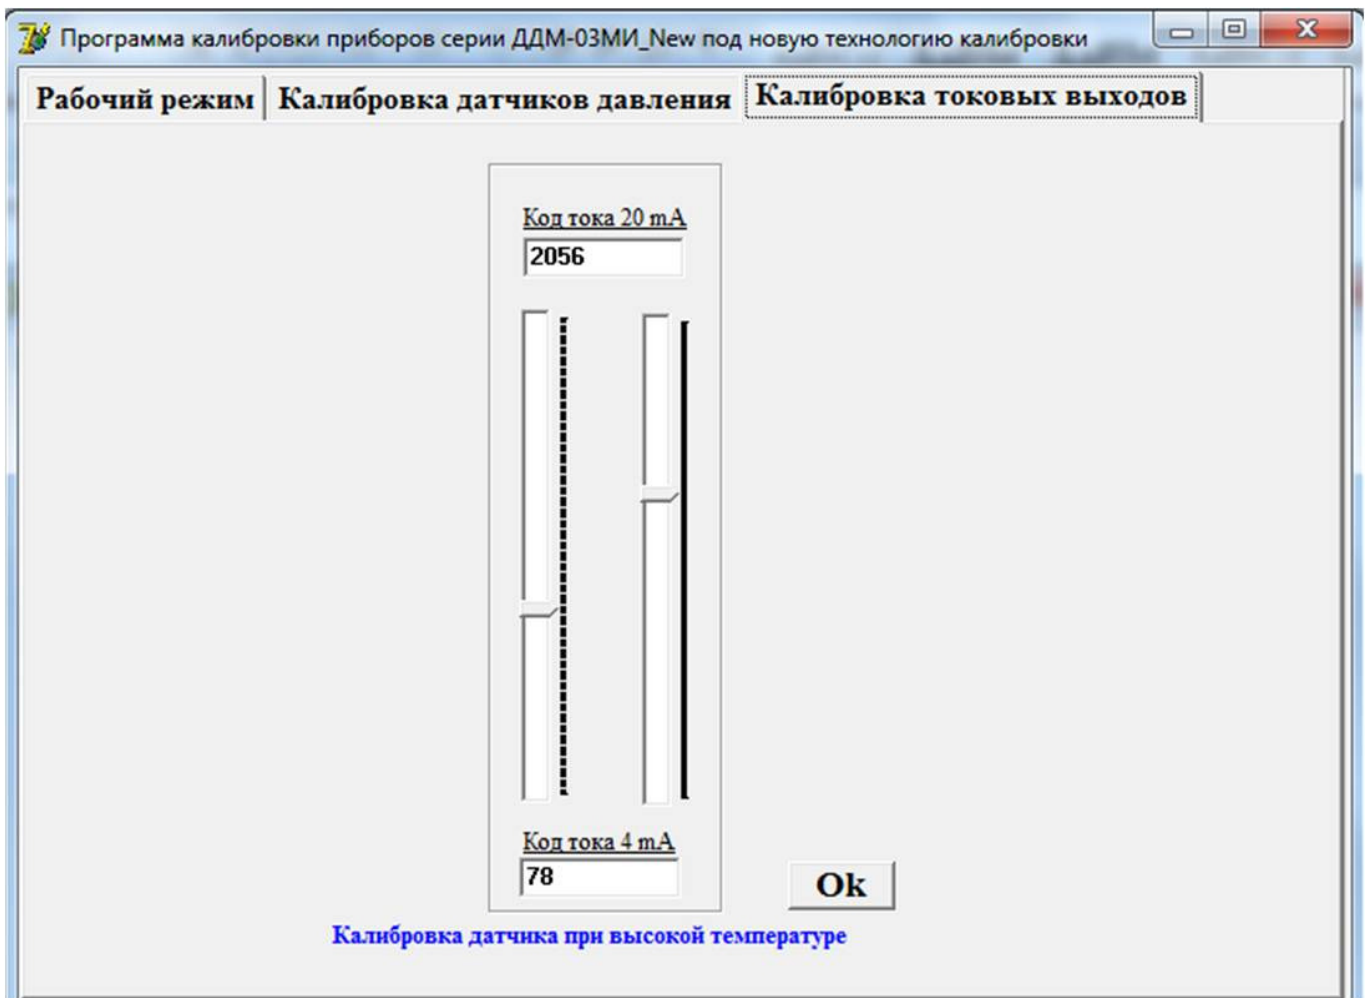 Программа калибровки приборов серии ДДМ-03МИ_New под новую технологию калибровки
Рабочий режим Калибровка датчиков давления Калибровка токовых выходов
Код тока 20 mA
2056
Код тока 4 mA
78
Ok
Калибровка датчика при высокой температуре